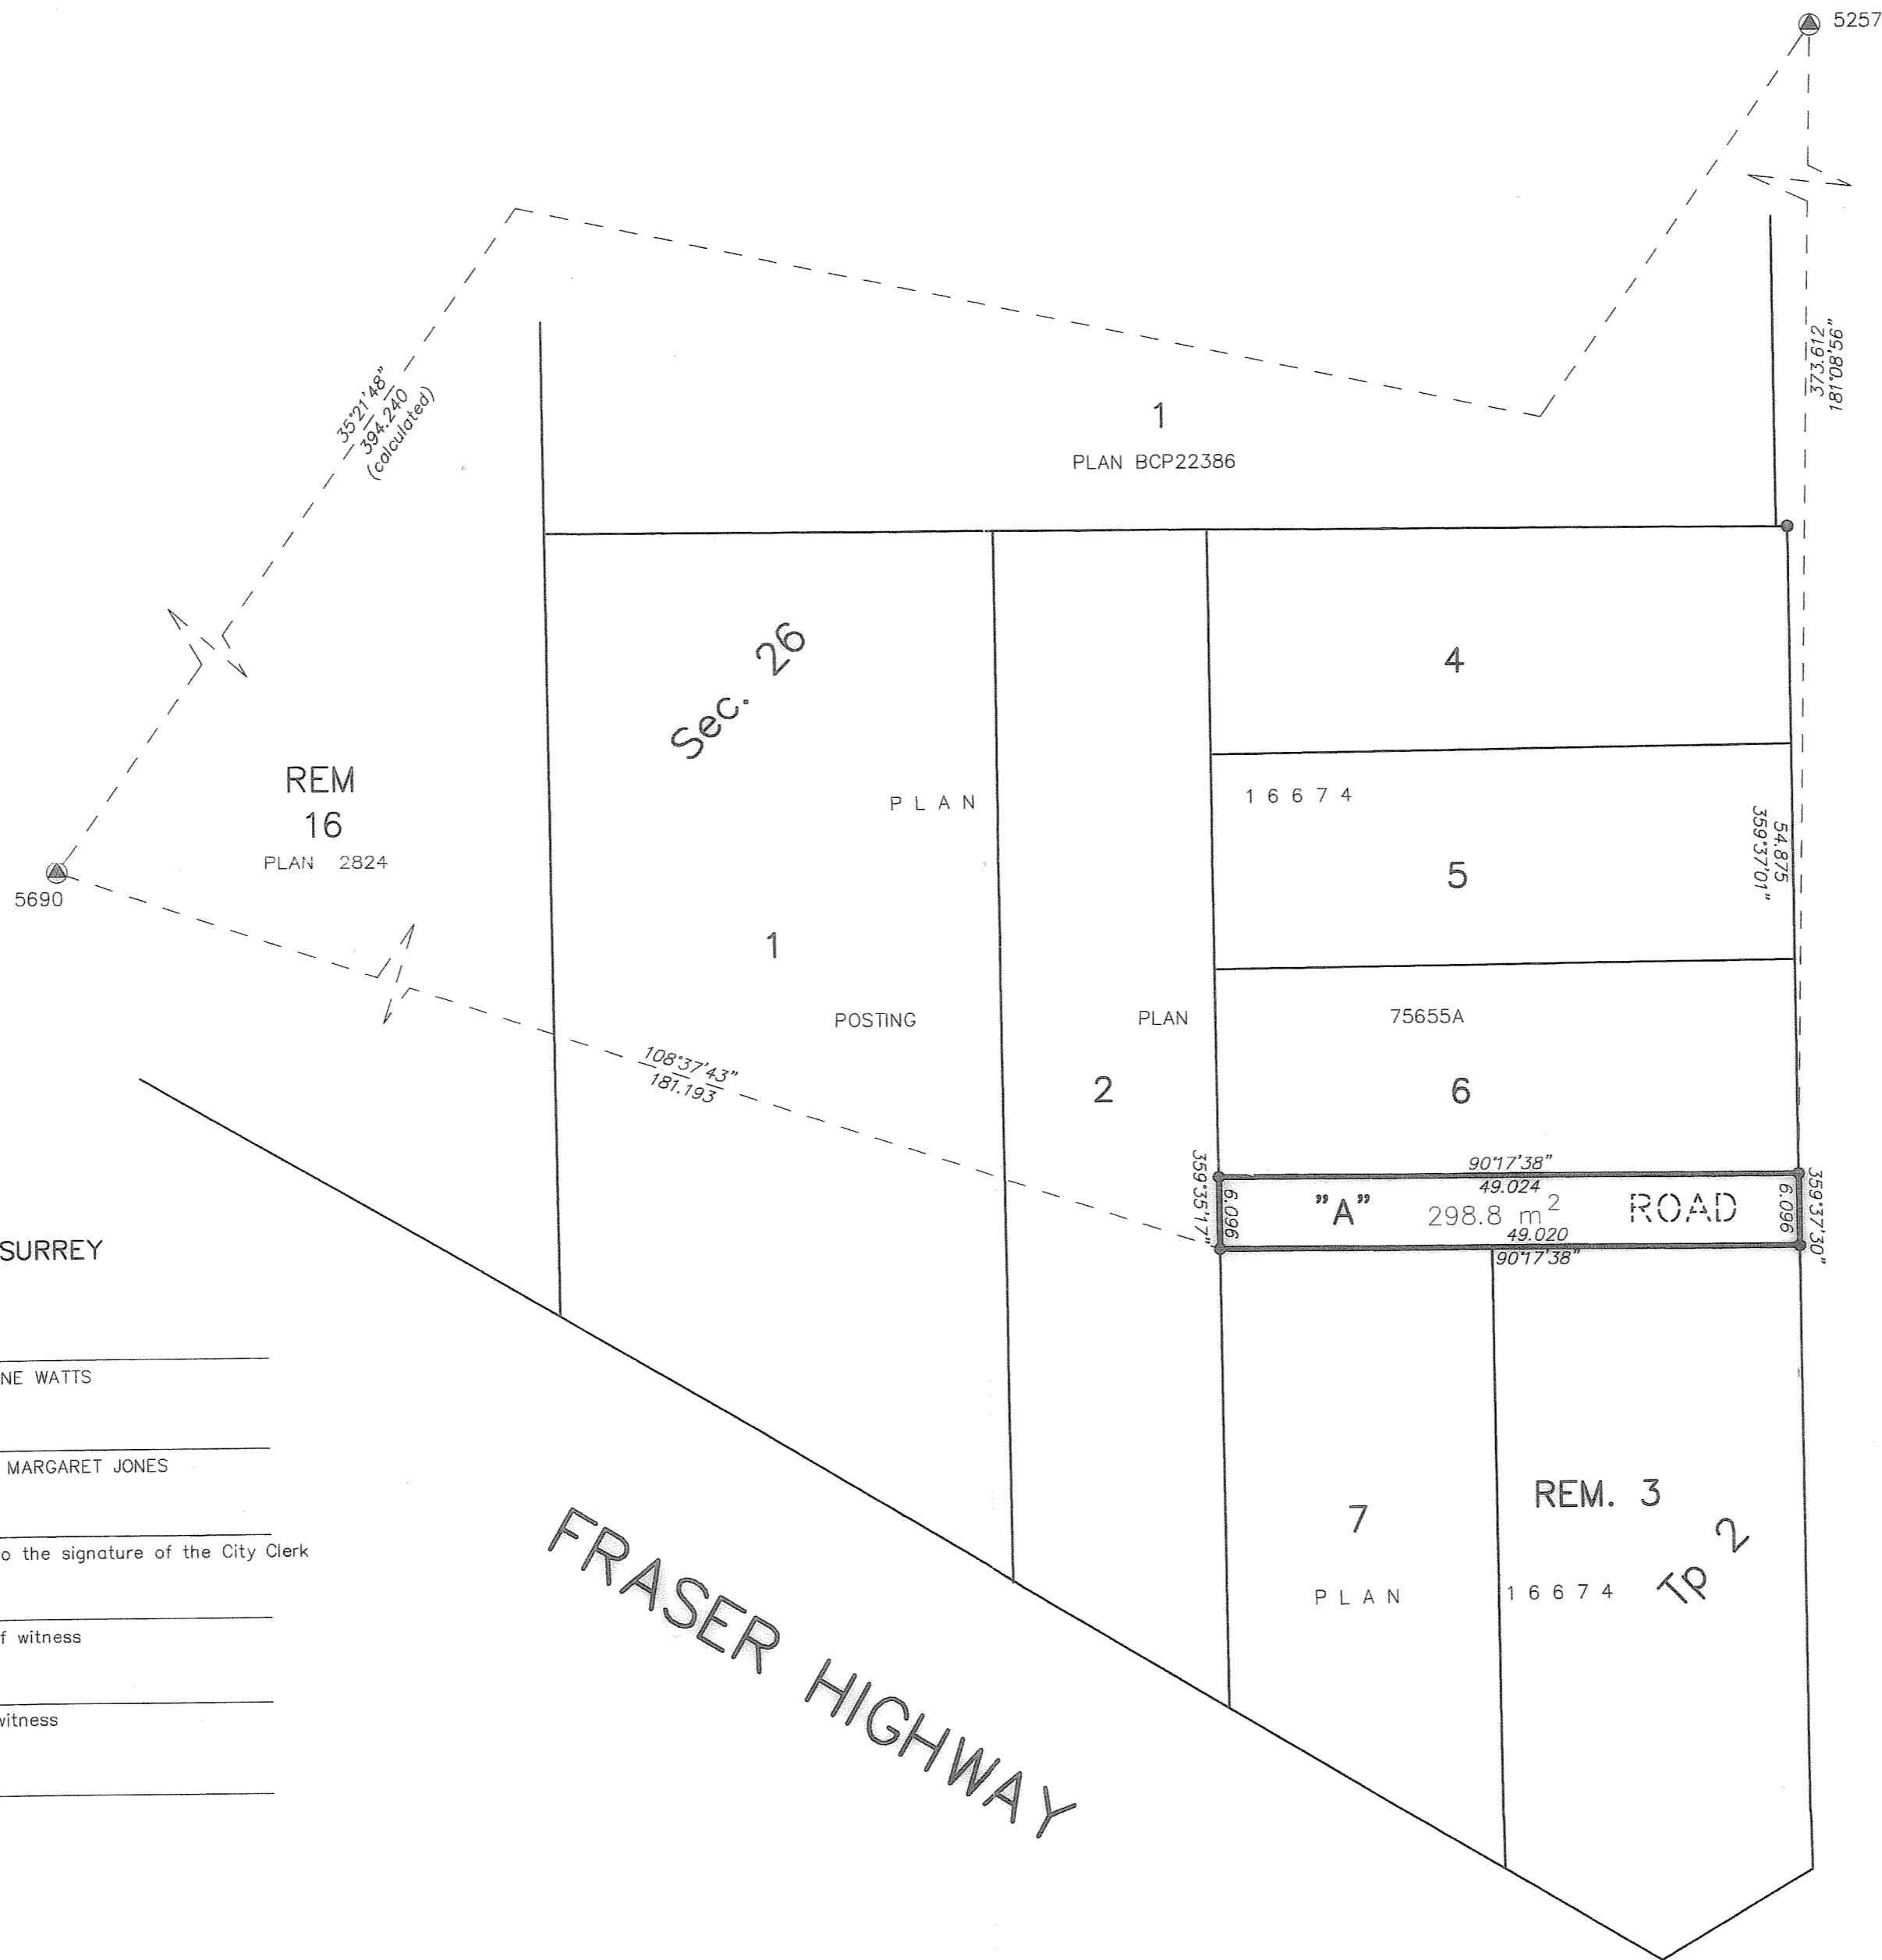 5257
373.612
181°08'56"
35°21'48"
394.240
(calculated)
1
PLAN BCP22386
Sec. 26
4
REM
16
PLAN 2824
PLAN
16674
54.875
359°37'01"
5690
5
1
POSTING
PLAN
75655A
108°37'43"
181.193
2
6
359°35'17"
6.096
90°17'38"
49.024
"A"
298.8 m²
ROAD
49.020
90°17'38"
6.096
359°37'30"
SURREY
NE WATTS
MARGARET JONES
o the signature of the City Clerk
f witness
witness
FRASER HIGHWAY
7
REM. 3
Tp 2
PLAN
16674